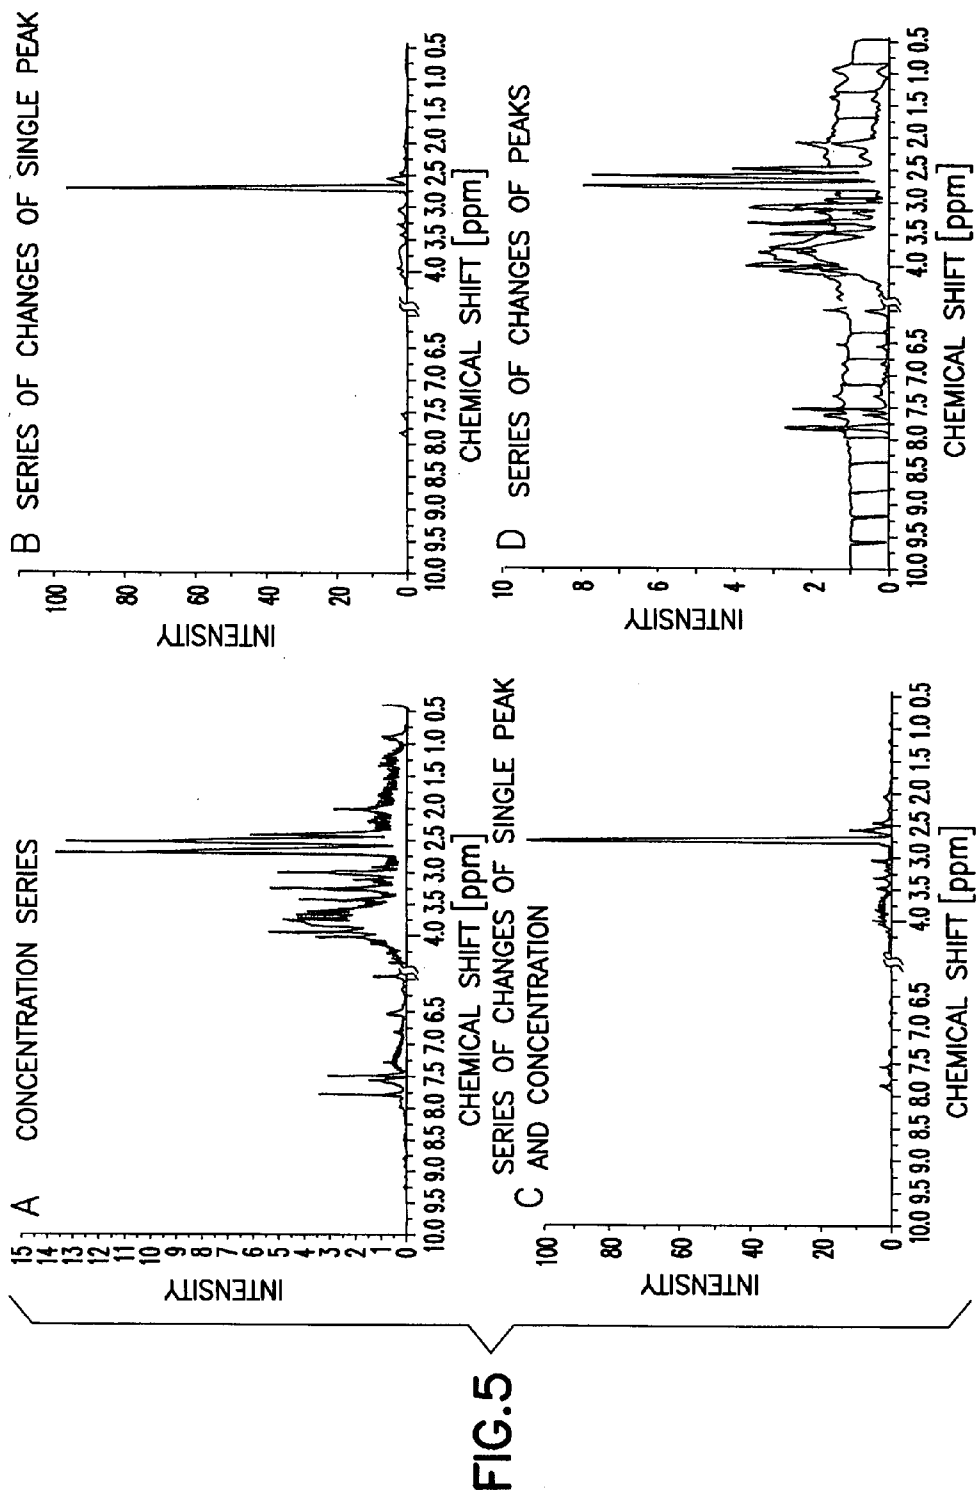 FIG.5
A CONCENTRATION SERIES
INTENSITY
15
14
13
12
11
10
9
8
7
6
5
4
3
2
1
0
10.0 9.5 9.0 8.5 8.0 7.5 7.0 6.5 4.0 3.5 3.0 2.5 2.0 1.5 1.0 0.5
CHEMICAL SHIFT [ppm]
B SERIES OF CHANGES OF SINGLE PEAK
INTENSITY
100
80
60
40
20
0
10.0 9.5 9.0 8.5 8.0 7.5 7.0 6.5 4.0 3.5 3.0 2.5 2.0 1.5 1.0 0.5
CHEMICAL SHIFT [ppm]
SERIES OF CHANGES OF SINGLE PEAK
C AND CONCENTRATION
INTENSITY
100
80
60
40
20
0
10.0 9.5 9.0 8.5 8.0 7.5 7.0 6.5 4.0 3.5 3.0 2.5 2.0 1.5 1.0 0.5
CHEMICAL SHIFT [ppm]
D SERIES OF CHANGES OF PEAKS
INTENSITY
10
8
6
4
2
0
10.0 9.5 9.0 8.5 8.0 7.5 7.0 6.5 4.0 3.5 3.0 2.5 2.0 1.5 1.0 0.5
CHEMICAL SHIFT [ppm]